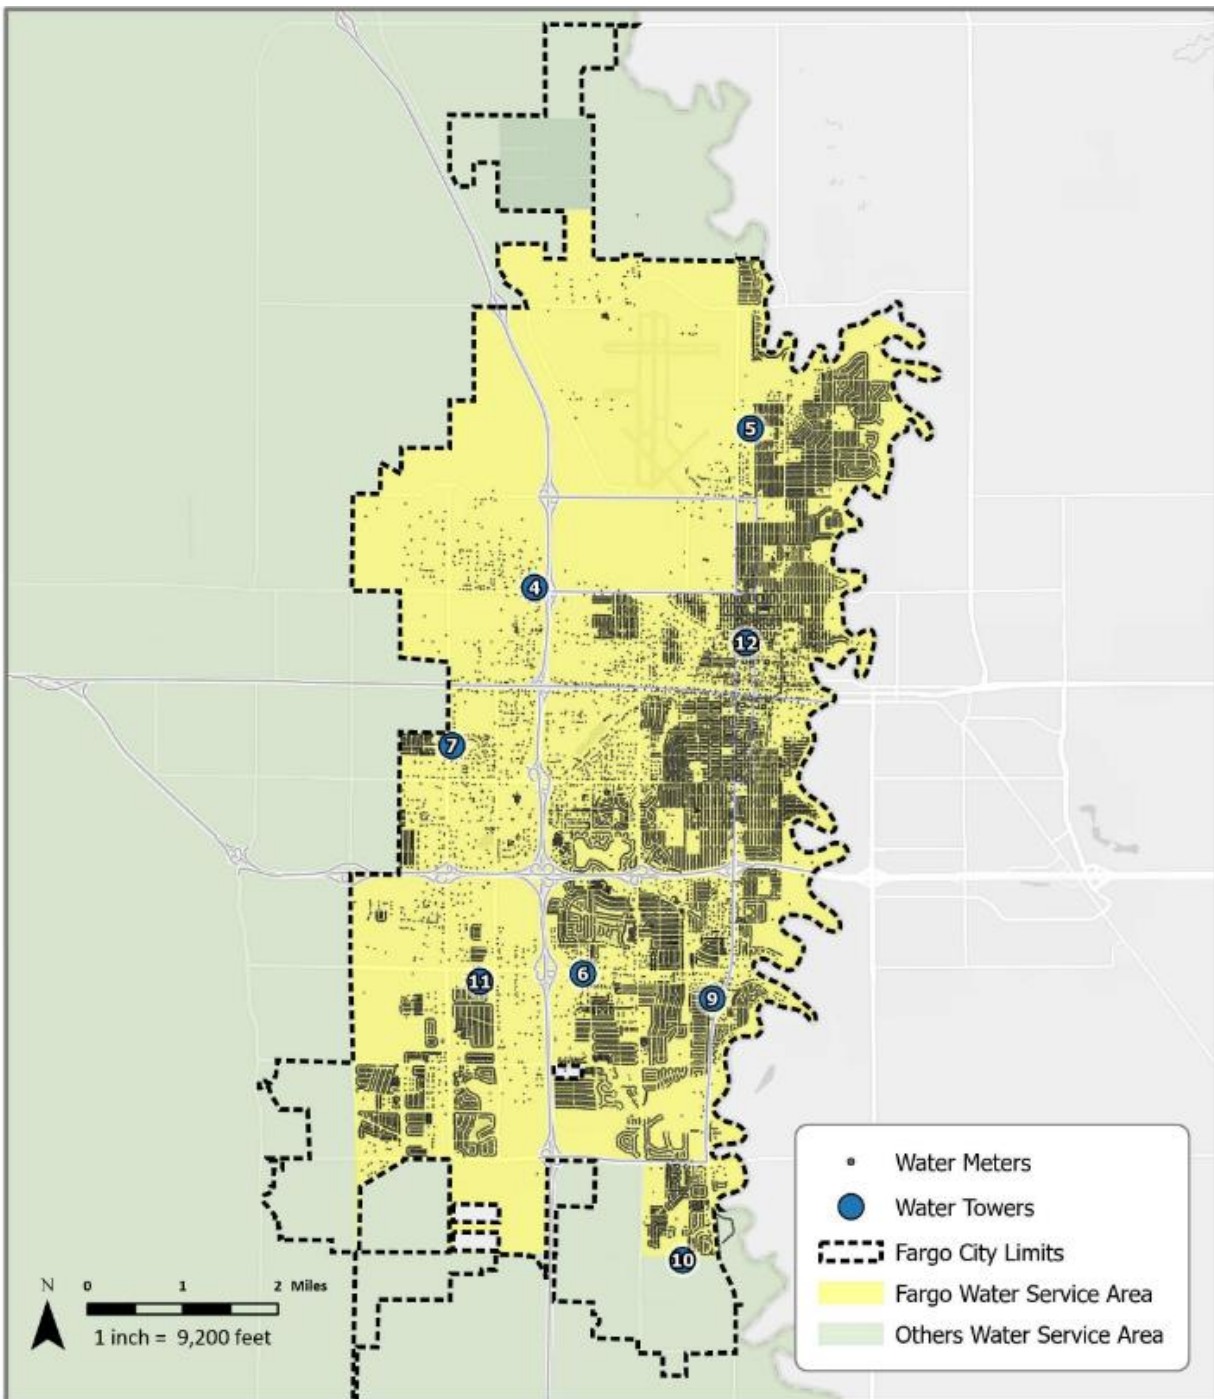 5
4
12
7
6
11
9
10
Water Meters
Water Towers
Fargo City Limits
Fargo Water Service Area
Others Water Service Area
N
0 1 2 Miles
1 inch = 9,200 feet